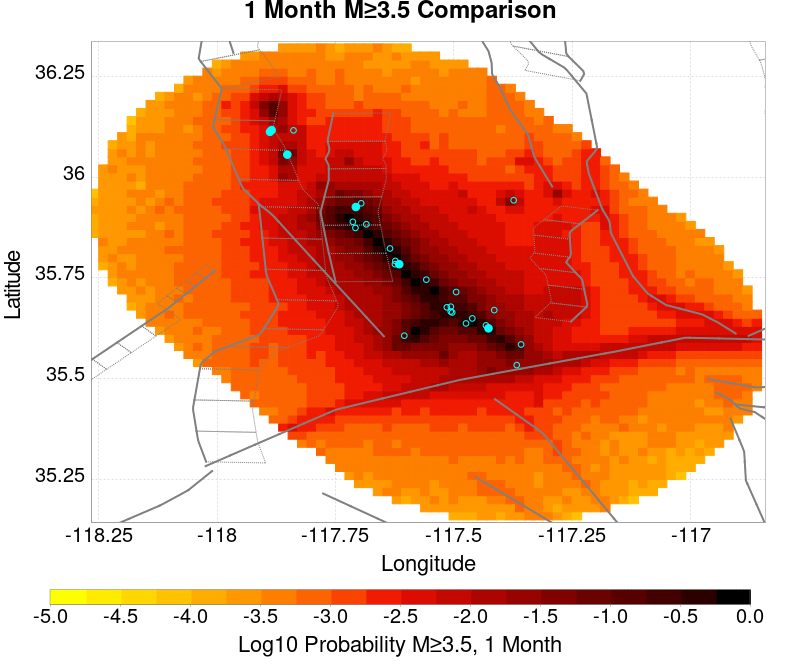 1 Month M≥3.5 Comparison
36.25
36
35.75
35.5
35.25
Latitude
-118.25 -118 -117.75 -117.5 -117.25 -117
Longitude
-5.0 -4.5 -4.0 -3.5 -3.0 -2.5 -2.0 -1.5 -1.0 -0.5 0.0
Log10 Probability M≥3.5, 1 Month